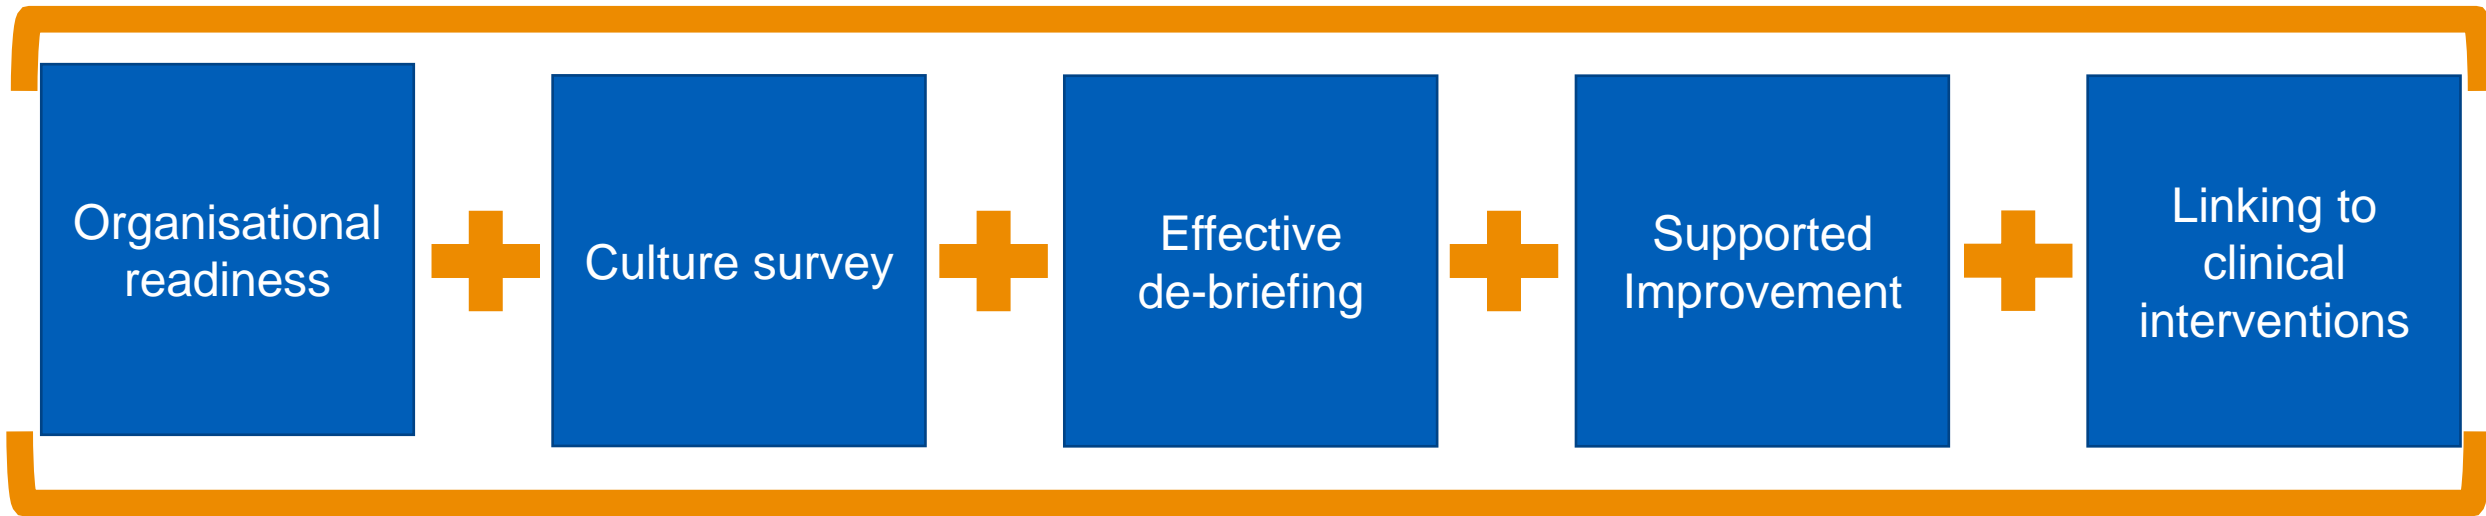 Organisational
readiness
Culture survey
Effective
de-briefing
Supported
Improvement
Linking to
clinical
interventions